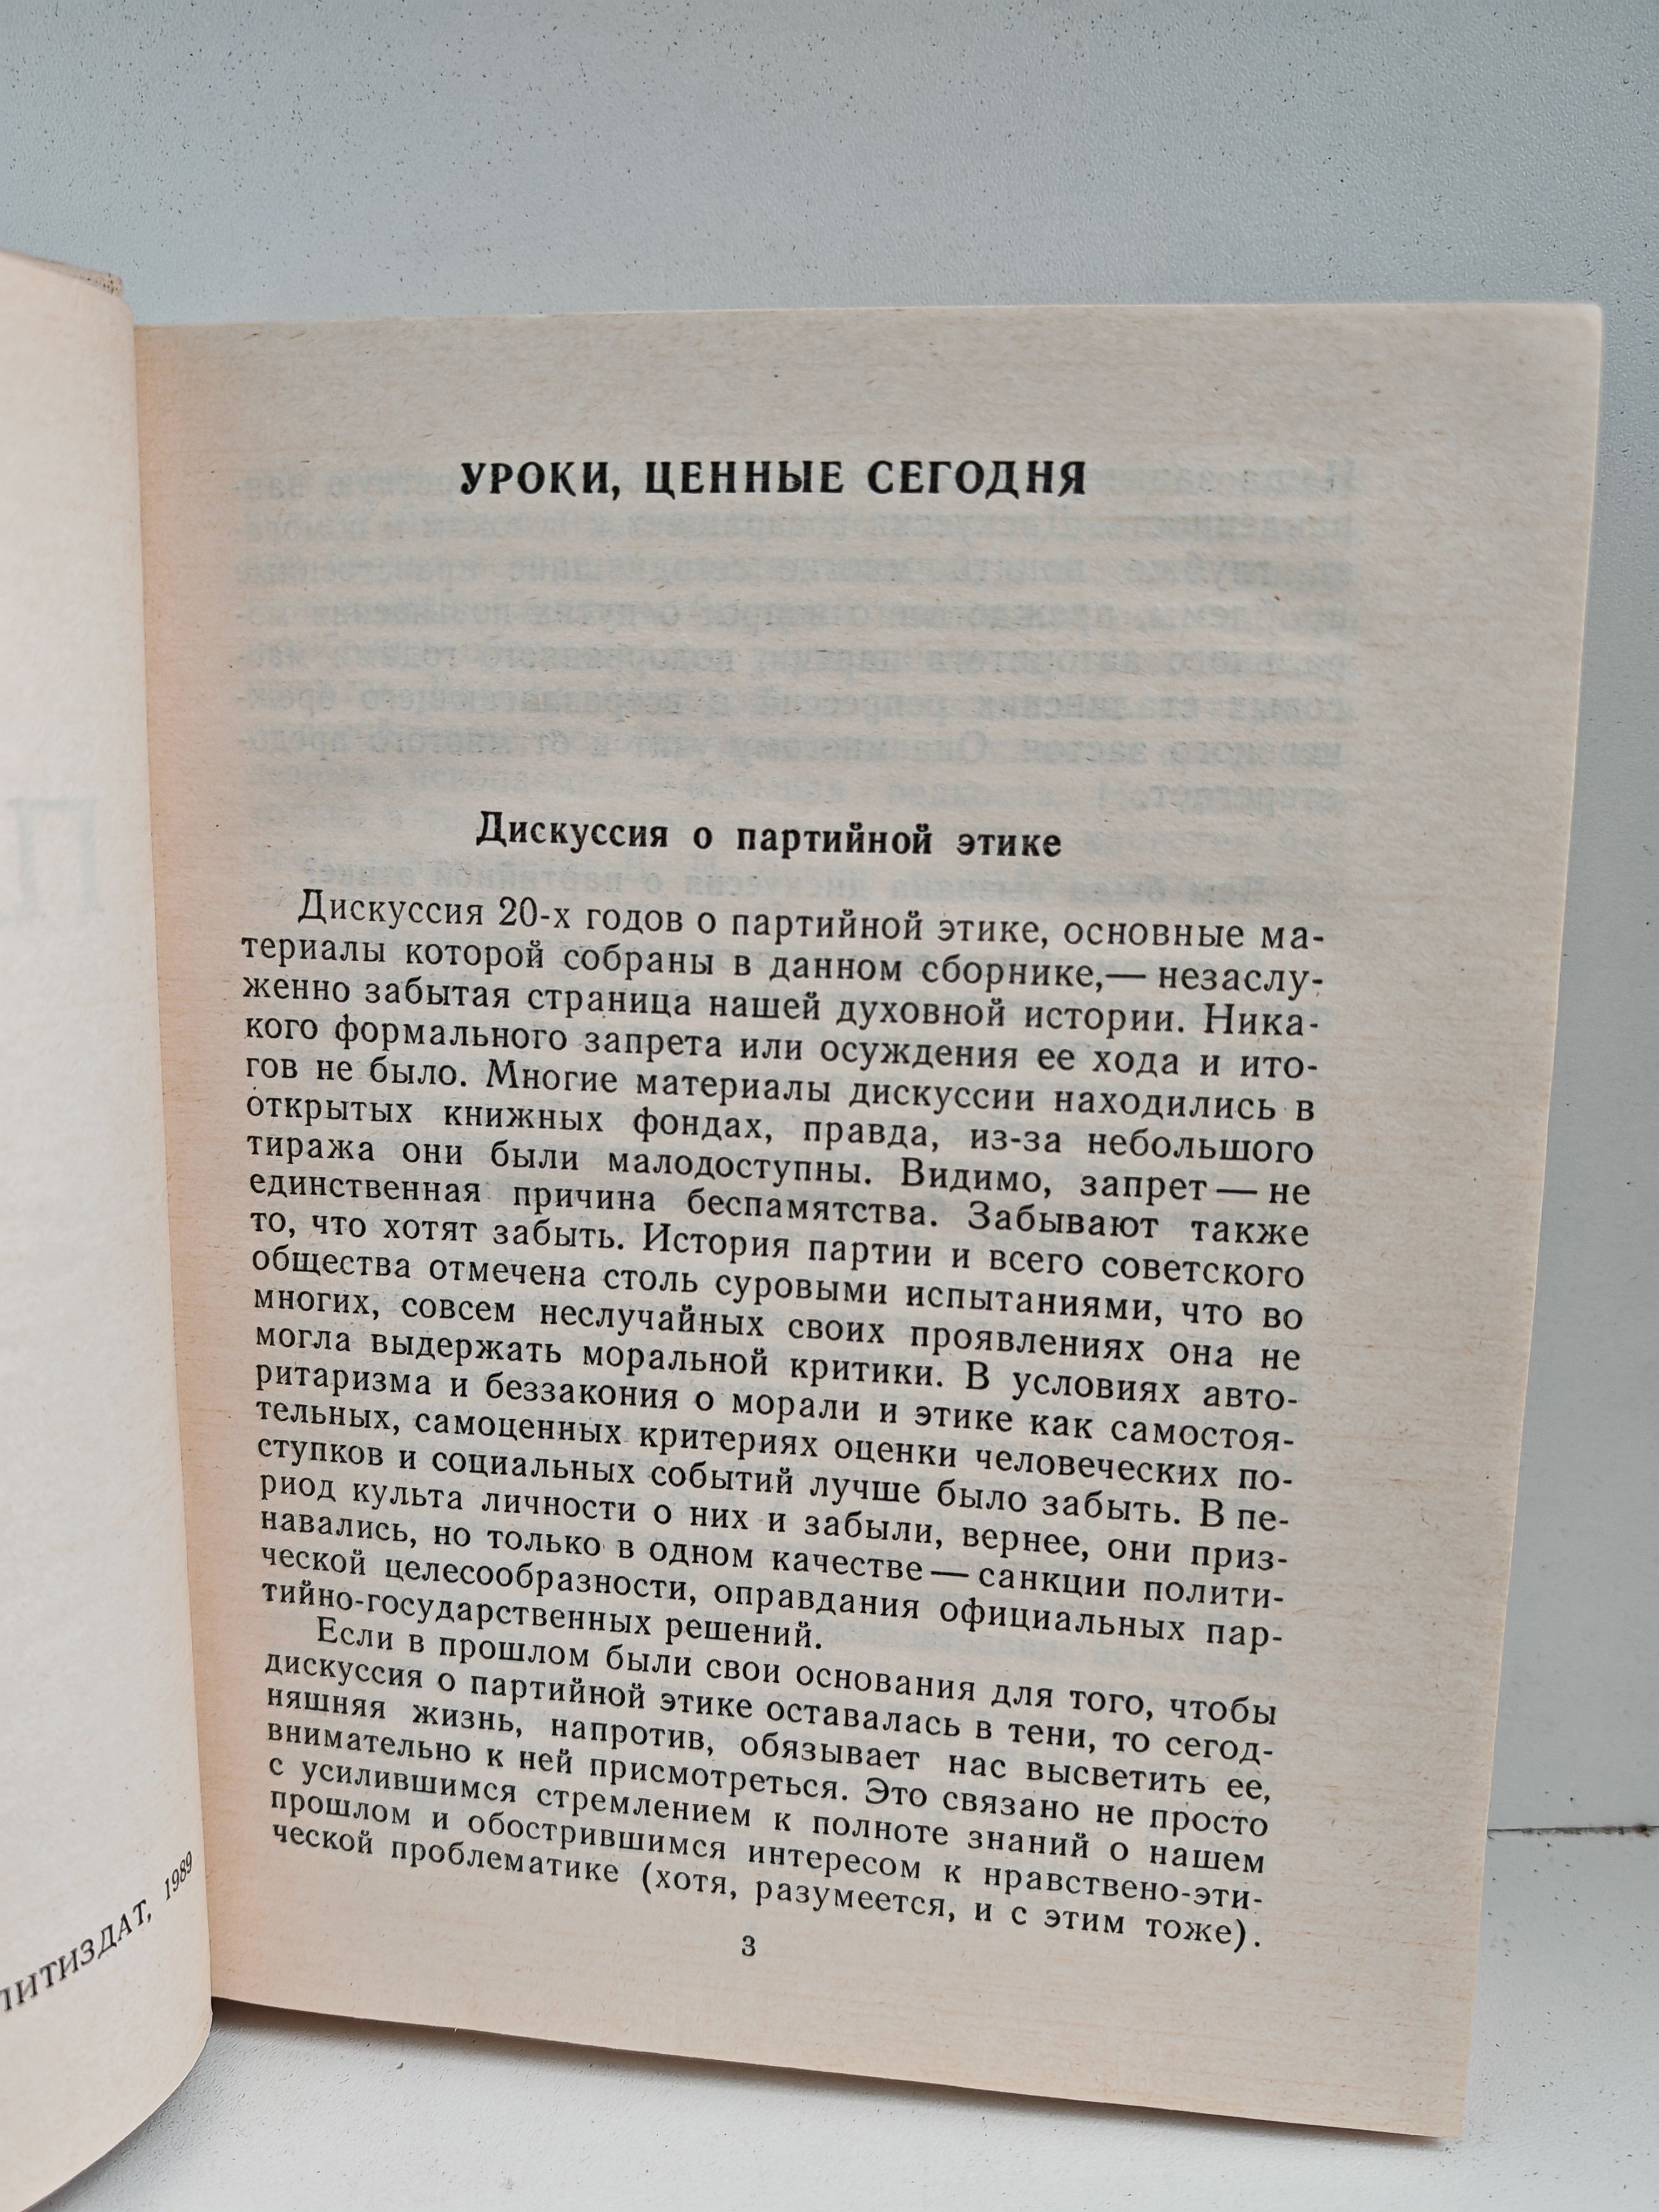 УРОКИ, ЦЕННЫЕ СЕГОДНЯ
Дискуссия о партийной этике
Дискуссия 20-х годов о партийной этике, основные ма-
териалы которой собраны в данном сборнике,— незаслу-
женно забытая страница нашей духовной истории. Ника-
кого формального запрета или осуждения ее хода и ито-
гов не было. Многие материалы дискуссии находились в
открытых книжных фондах, правда, из-за небольшого
тиража они были малодоступны. Видимо, запрет — не
единственная причина беспамятства. Забывают также
то, что хотят забыть. История партии и всего советского
общества отмечена столь суровыми испытаниями, что во
многих, совсем неслучайных своих проявлениях она не
могла выдержать моральной критики. В условиях авто-
ритаризма и беззакония о морали и этике как самостоя-
тельных, самоценных критериях оценки человеческих по-
ступков и социальных событий лучше было забыть. В пе-
риод культа личности о них и забыли, вернее, они приз-
навались, но только в одном качестве — санкции полити-
ческой целесообразности, оправдания официальных пар-
тийно-государственных решений.
Если в прошлом были свои основания для того, чтобы
дискуссия о партийной этике оставалась в тени, то сегод-
няшняя жизнь, напротив, обязывает нас высветить ее,
внимательно к ней присмотреться. Это связано не просто
с усилившимся стремлением к полноте знаний о нашем
прошлом и обострившимся интересом к нравствено-эти-
ческой проблематике (хотя, разумеется, и с этим тоже).
3
ЛИТИЗДАТ, 1989